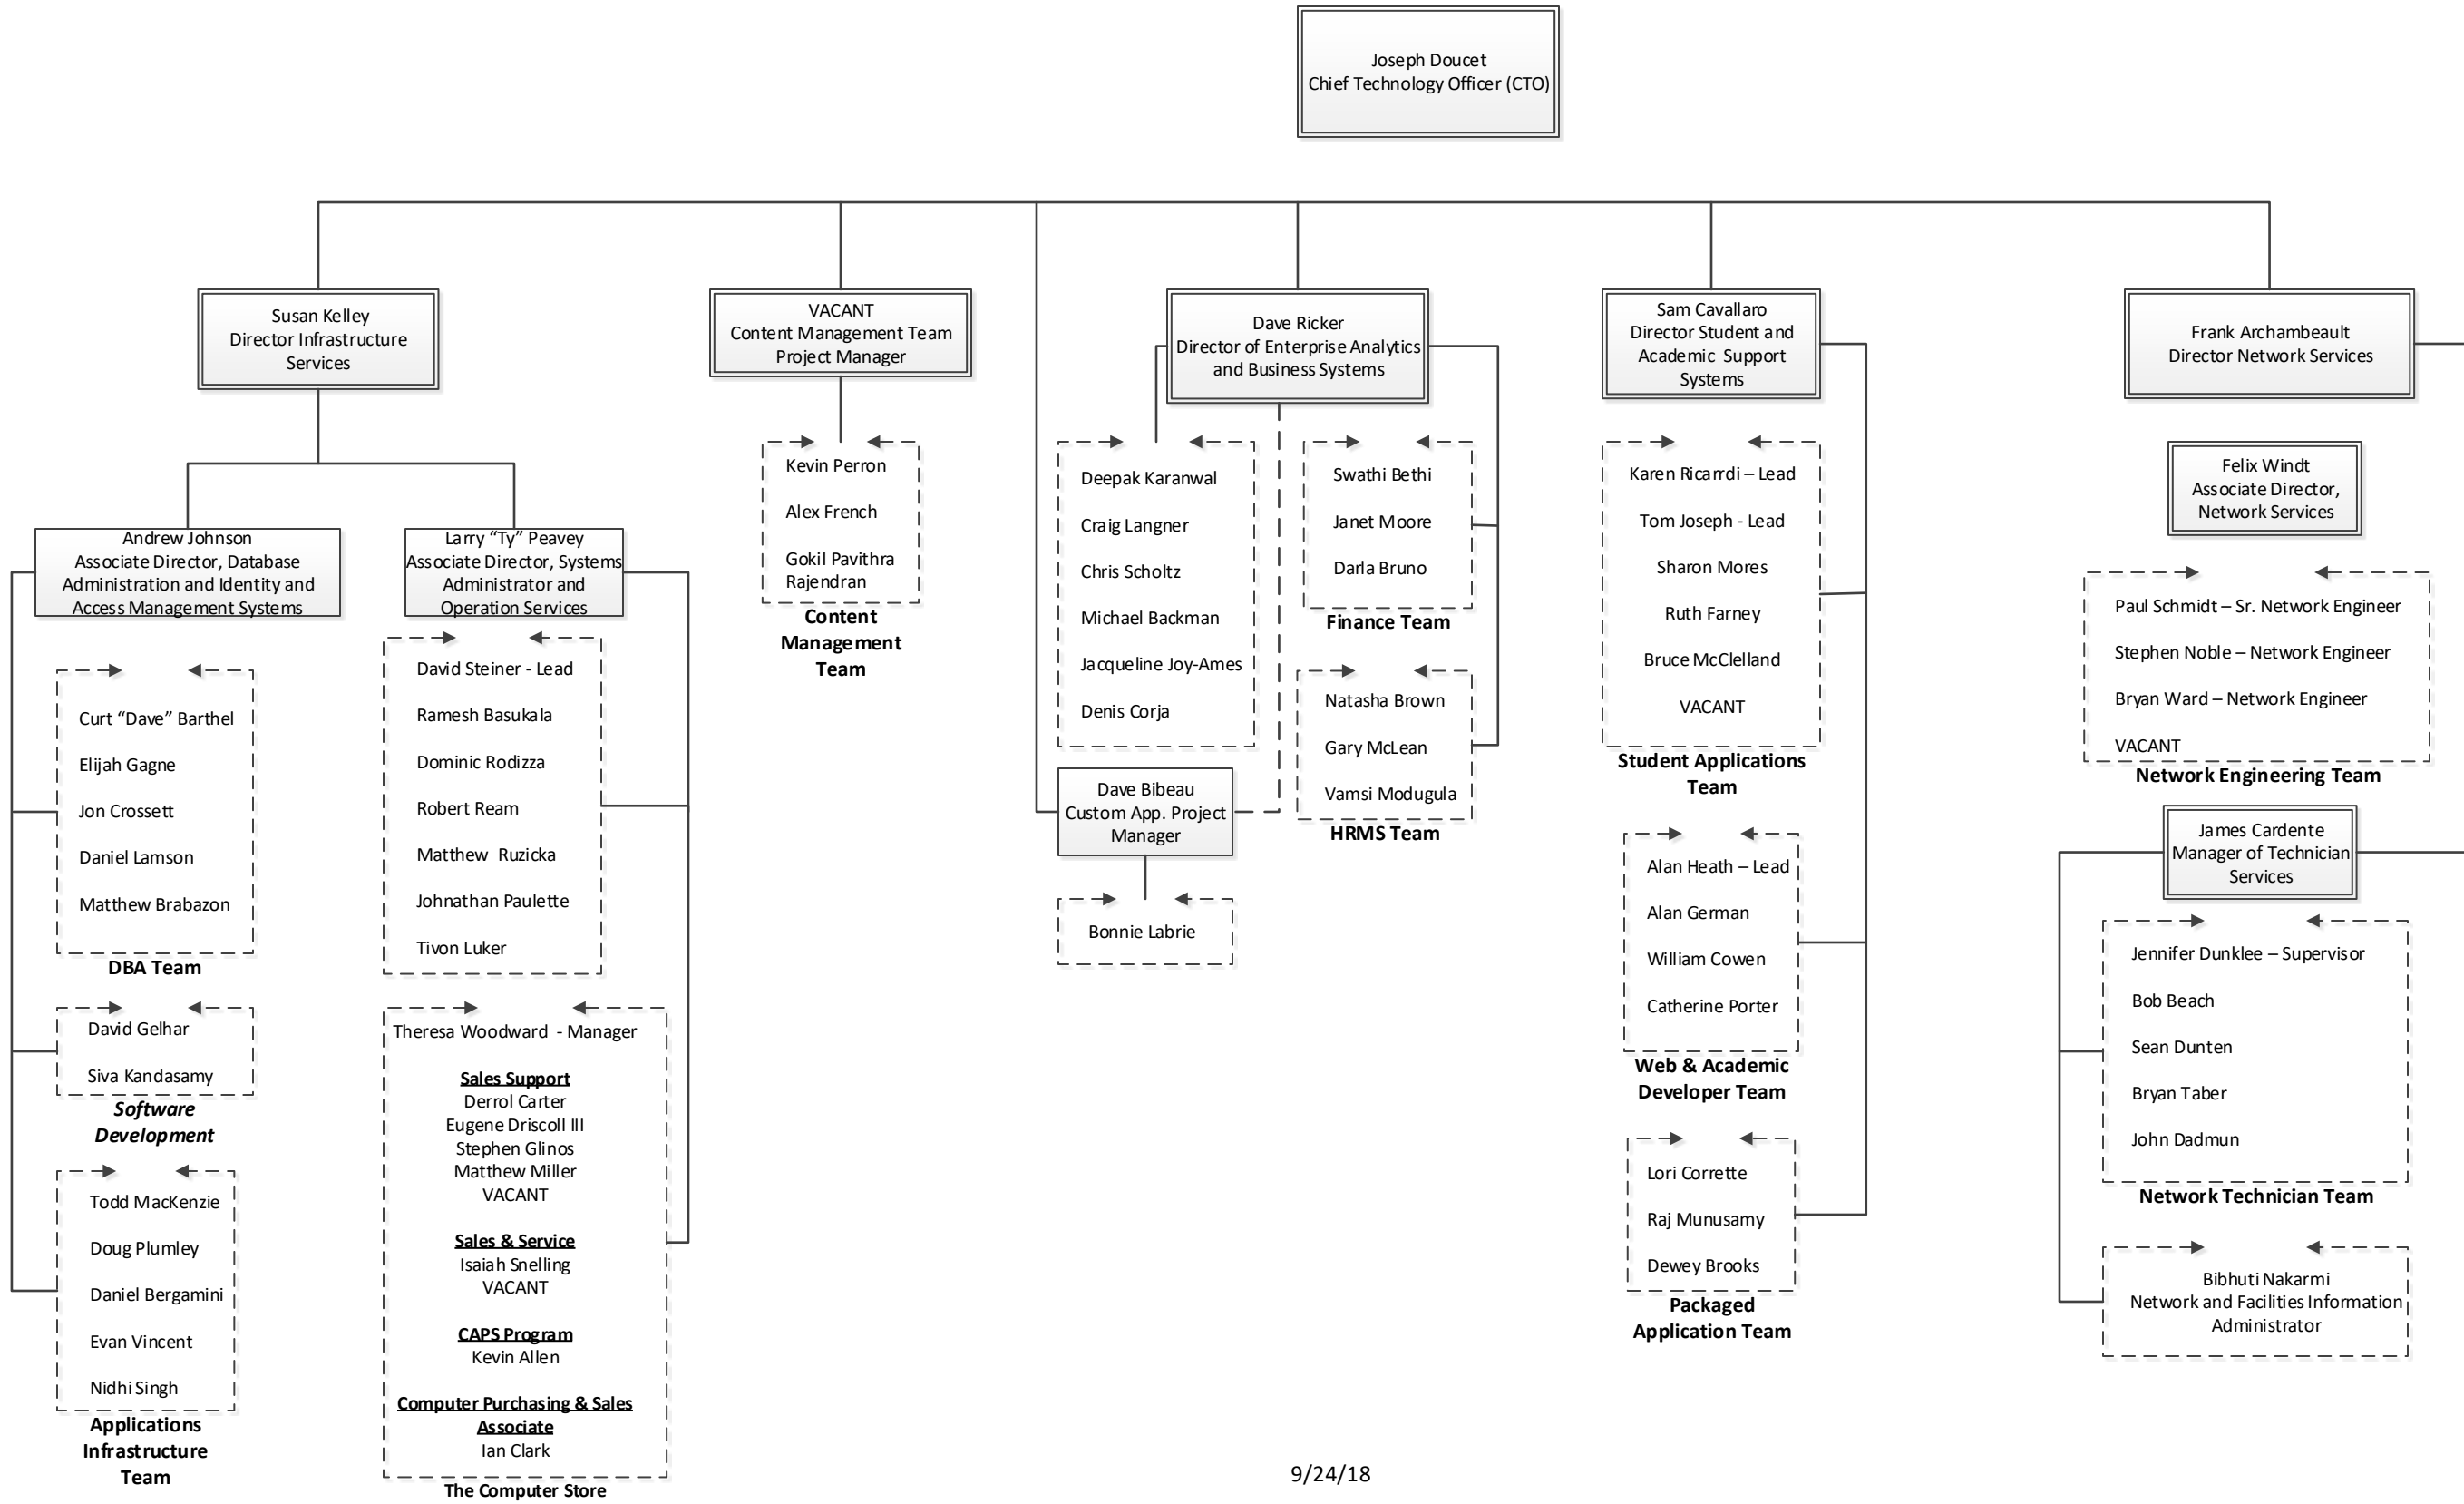 Joseph Doucet
Chief Technology Officer (CTO)
Susan Kelley
Director Infrastructure
Services
VACANT
Content Management Team
Project Manager
Dave Ricker
Director of Enterprise Analytics
and Business Systems
Sam Cavallaro
Director Student and
Academic Support
Systems
Frank Archambeault
Director Network Services
Andrew Johnson
Associate Director, Database
Administration and Identity and
Access Management Systems
Curt “Dave” Barthel
Elijah Gagne
Jon Crossett
Daniel Lamson
Matthew Brabazon
DBA Team
David Gelhar
Siva Kandasamy
Software
Development
Todd MacKenzie
Doug Plumley
Daniel Bergamini
Evan Vincent
Nidhi Singh
Applications
Infrastructure
Team
Larry “Ty” Peavey
Associate Director, Systems
Administrator and
Operation Services
David Steiner - Lead
Ramesh Basukala
Dominic Rodizza
Robert Ream
Matthew Ruzicka
Johnathan Paulette
Tivon Luker
Theresa Woodward - Manager
Sales Support
Derrol Carter
Eugene Driscoll III
Stephen Glinos
Matthew Miller
VACANT
Sales & Service
Isaiah Snelling
VACANT
CAPS Program
Kevin Allen
Computer Purchasing & Sales
Associate
Ian Clark
The Computer Store
Kevin Perron
Alex French
Gokil Pavithra
Rajendran
Content
Management
Team
Deepak Karanwal
Craig Langner
Chris Scholtz
Michael Backman
Jacqueline Joy-Ames
Denis Corja
Dave Bibeau
Custom App. Project
Manager
Bonnie Labrie
Swathi Bethi
Janet Moore
Darla Bruno
Finance Team
Natasha Brown
Gary McLean
Vamsi Modugula
HRMS Team
Karen Ricarrdi – Lead
Tom Joseph - Lead
Sharon Mores
Ruth Farney
Bruce McClelland
VACANT
Student Applications
Team
Alan Heath – Lead
Alan German
William Cowen
Catherine Porter
Web & Academic
Developer Team
Lori Corrette
Raj Munusamy
Dewey Brooks
Packaged
Application Team
Felix Windt
Associate Director,
Network Services
Paul Schmidt – Sr. Network Engineer
Stephen Noble – Network Engineer
Bryan Ward – Network Engineer
VACANT
Network Engineering Team
James Cardente
Manager of Technician
Services
Jennifer Dunklee – Supervisor
Bob Beach
Sean Dunten
Bryan Taber
John Dadmun
Network Technician Team
Bibhuti Nakarmi
Network and Facilities Information
Administrator
9/24/18